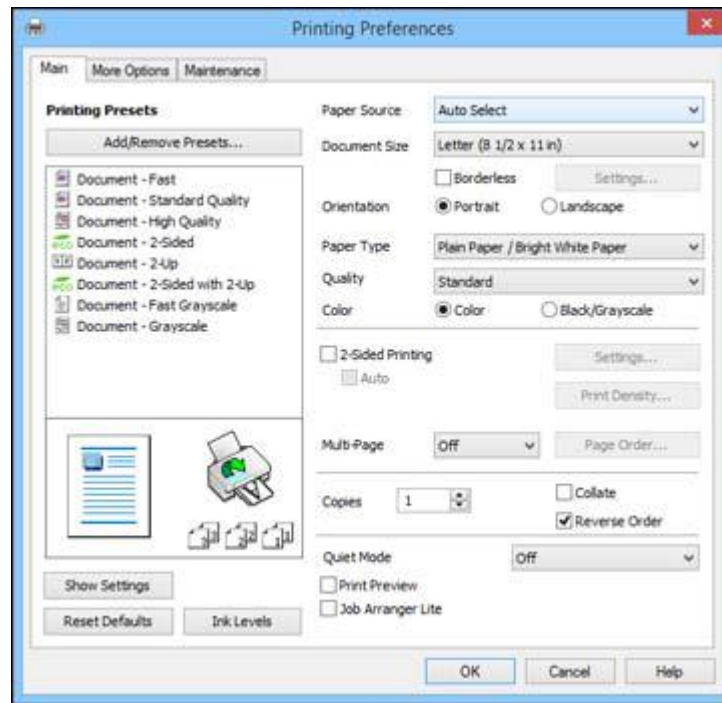 Printing Preferences
Main
More Options
Maintenance
Printing Presets
Add/Remove Presets...
Document - Fast
Document - Standard Quality
Document - High Quality
eco Document - 2-Sided
Document - 2-Up
eco Document - 2-Sided with 2-Up
Document - Fast Grayscale
Document - Grayscale
Show Settings
Reset Defaults
Ink Levels
Paper Source
Auto Select
Document Size
Letter (8 1/2 x 11 in)
Borderless
Settings...
Orientation
Portrait
Landscape
Paper Type
Plain Paper / Bright White Paper
Quality
Standard
Color
Color
Black/Grayscale
2-Sided Printing
Settings...
Auto
Print Density...
Multi-Page
Off
Page Order...
Copies
1
Collate
Reverse Order
Quiet Mode
Off
Print Preview
Job Arranger Lite
OK
Cancel
Help